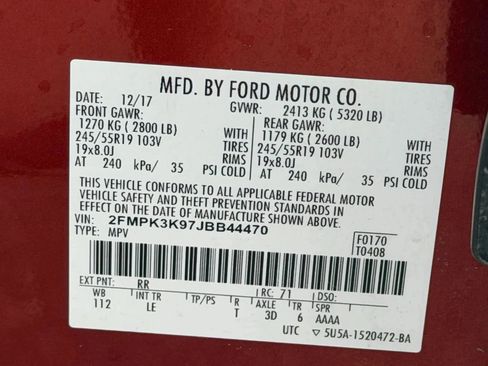 MFD. BY FORD MOTOR CO.
DATE: 12/17 GVWR: 2413 KG ( 5320 LB)
FRONT GAWR: REAR GAWR:
1270 KG ( 2800 LB) 1179 KG ( 2600 LB)
245/55R19 103V TIRES 245/55R19 103V TIRES
19x8.0J RIMS 19x8.0J RIMS
AT 240 kPa/ 35 PSI COLD AT 240 kPa/ 35 PSI COLD
THIS VEHICLE CONFORMS TO ALL APPLICABLE FEDERAL MOTOR
VEHICLE SAFETY AND THEFT PREVENTION STANDARDS IN
EFFECT ON THE DATE OF MANUFACTURE SHOWN ABOVE.
VIN: 2FMPK3K97JBB44470
TYPE: MPV
F0170
T0408
EXT PNT: RR RC: 71 DSO:
WB INT TR TP/PS R AXLE TR SPR
112 LE T 3D 6 AAAA
UTC ▽ 5U5A-1520472-BA